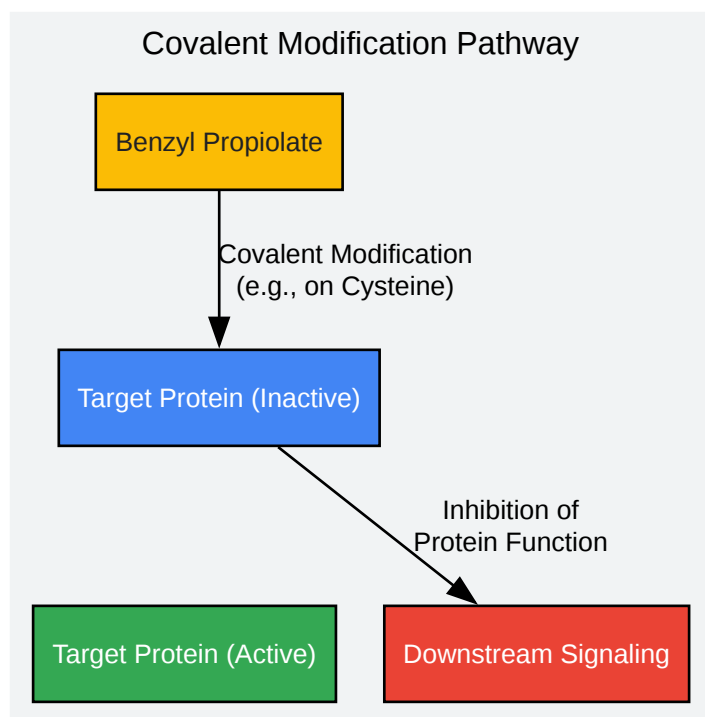 Covalent Modification Pathway
Benzyl Propiolate
Covalent Modification
(e.g., on Cysteine)
Target Protein (Inactive)
Inhibition of
Protein Function
Target Protein (Active)
Downstream Signaling